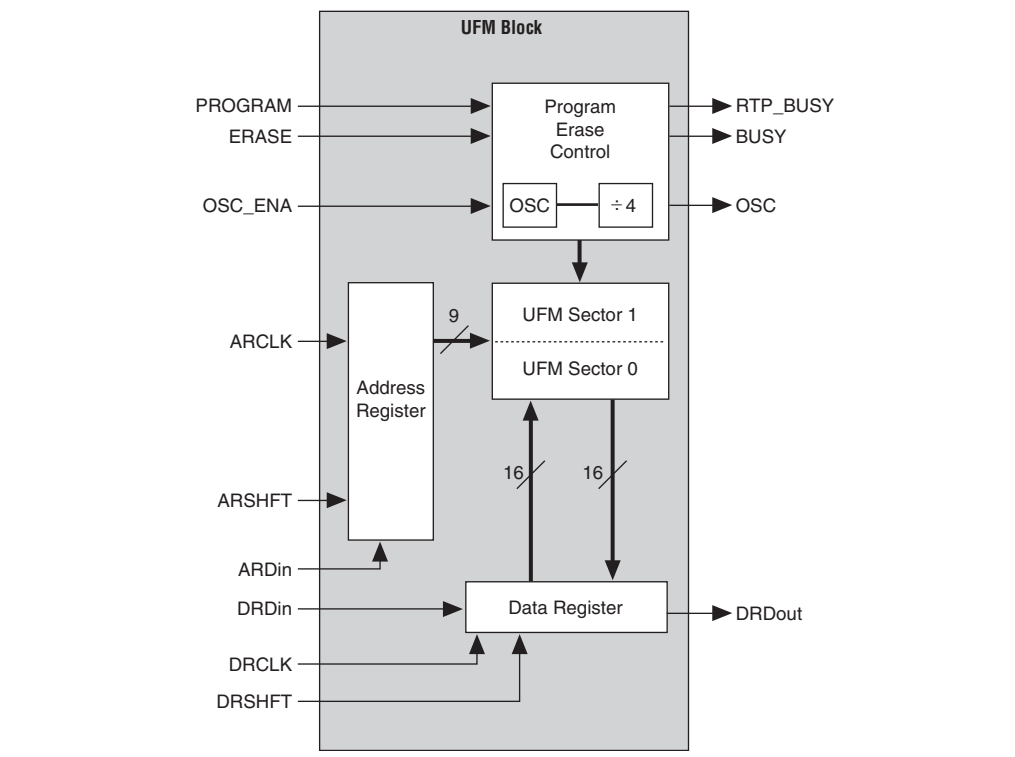 UFM Block
PROGRAM
ERASE
OSC_ENA
Program
Erase
Control
OSC
÷4
RTP_BUSY
BUSY
OSC
ARCLK
ARSHFT
ARDin
Address
Register
9
UFM Sector 1
UFM Sector 0
16
16
DRDin
DRCLK
DRSHFT
Data Register
DRDout